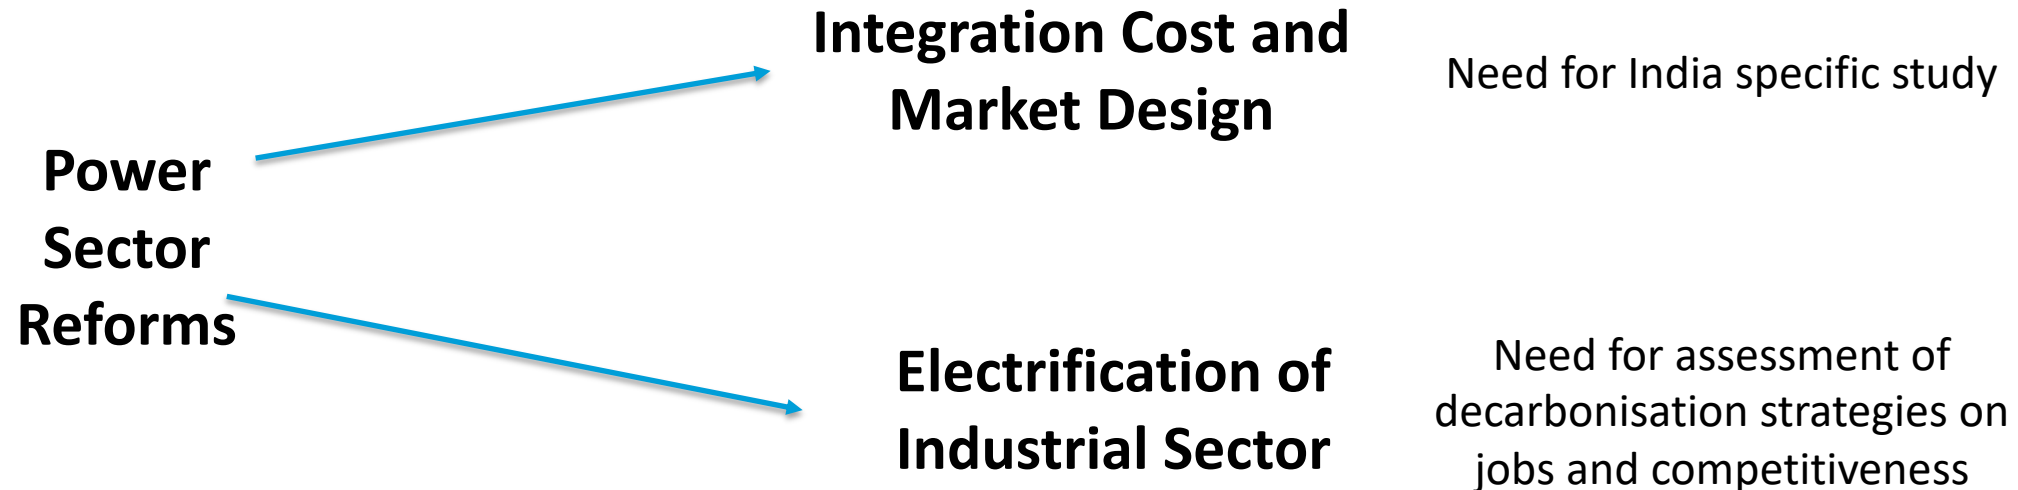 Power
Sector
Reforms
Integration Cost and
Market Design
Need for India specific study
Electrification of
Industrial Sector
Need for assessment of
decarbonisation strategies on
jobs and competitiveness